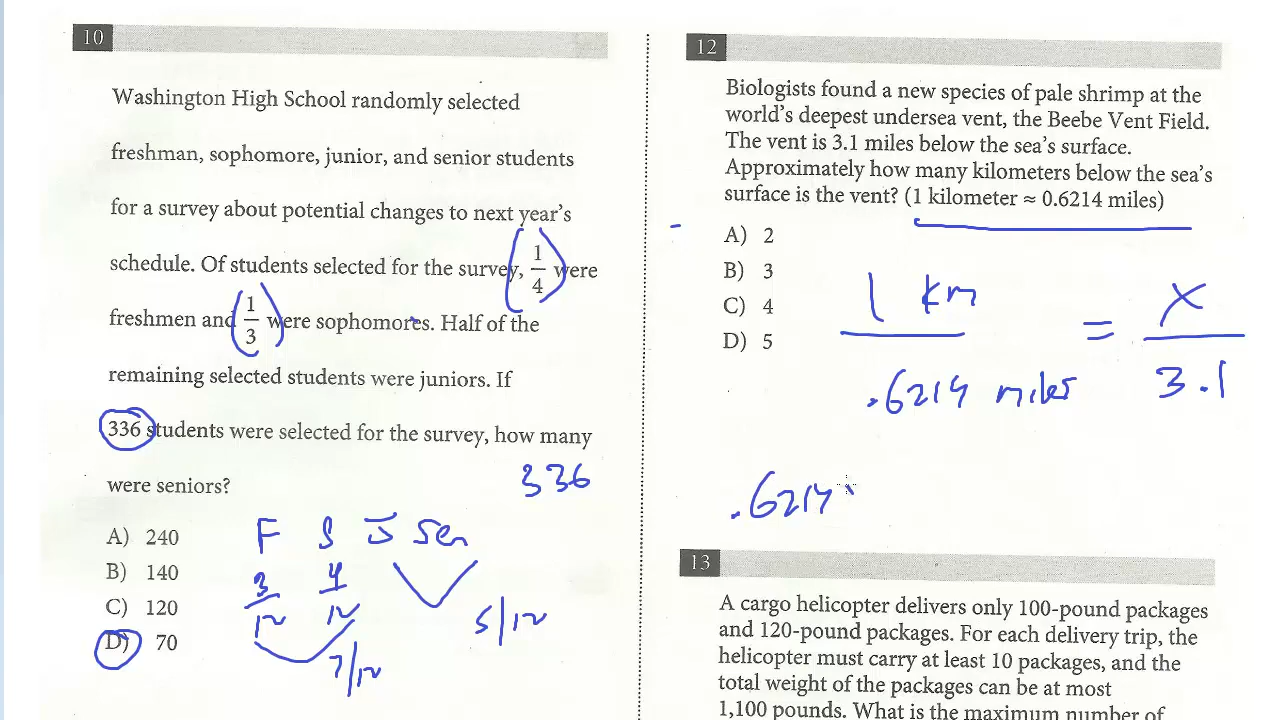 10
Washington High School randomly selected
freshman, sophomore, junior, and senior students
for a survey about potential changes to next year's
schedule. Of students selected for the survey, 1/4 were
freshmen and 1/3 were sophomores. Half of the
remaining selected students were juniors. If
336 students were selected for the survey, how many
were seniors?
336
A) 240
B) 140
C) 120
D) 70
F S J Sen
3/12 4/12
5/12
7/12
12
Biologists found a new species of pale shrimp at the
world's deepest undersea vent, the Beebe Vent Field.
The vent is 3.1 miles below the sea's surface.
Approximately how many kilometers below the sea's
surface is the vent? (1 kilometer ≈ 0.6214 miles)
A) 2
B) 3
C) 4
D) 5
1 km = x
.6214 miles 3.1
.6214
13
A cargo helicopter delivers only 100-pound packages
and 120-pound packages. For each delivery trip, the
helicopter must carry at least 10 packages, and the
total weight of the packages can be at most
1,100 pounds. What is the maximum number of